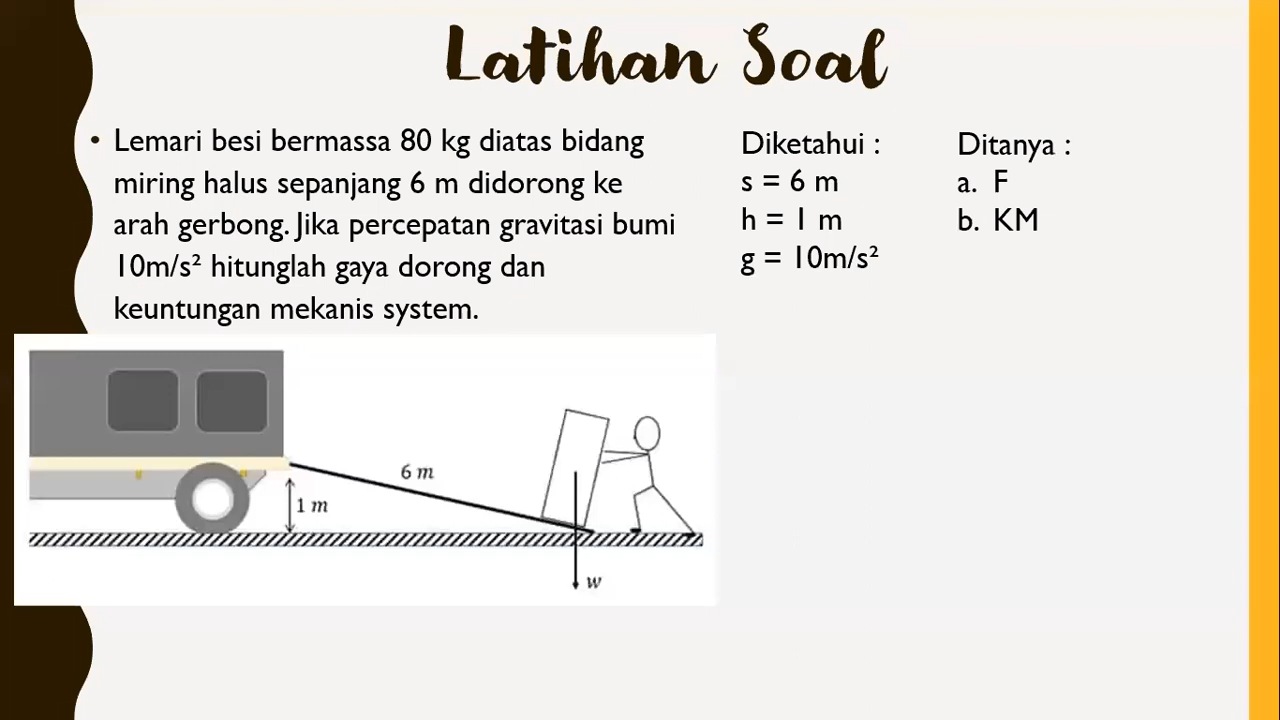 Latihan Soal
• Lemari besi bermassa 80 kg diatas bidang
miring halus sepanjang 6 m didorong ke
arah gerbong. Jika percepatan gravitasi bumi
10m/s² hitunglah gaya dorong dan
keuntungan mekanis system.
Diketahui :
s = 6 m
h = 1 m
g = 10m/s²
Ditanya :
a. F
b. KM
6 m
1 m
w